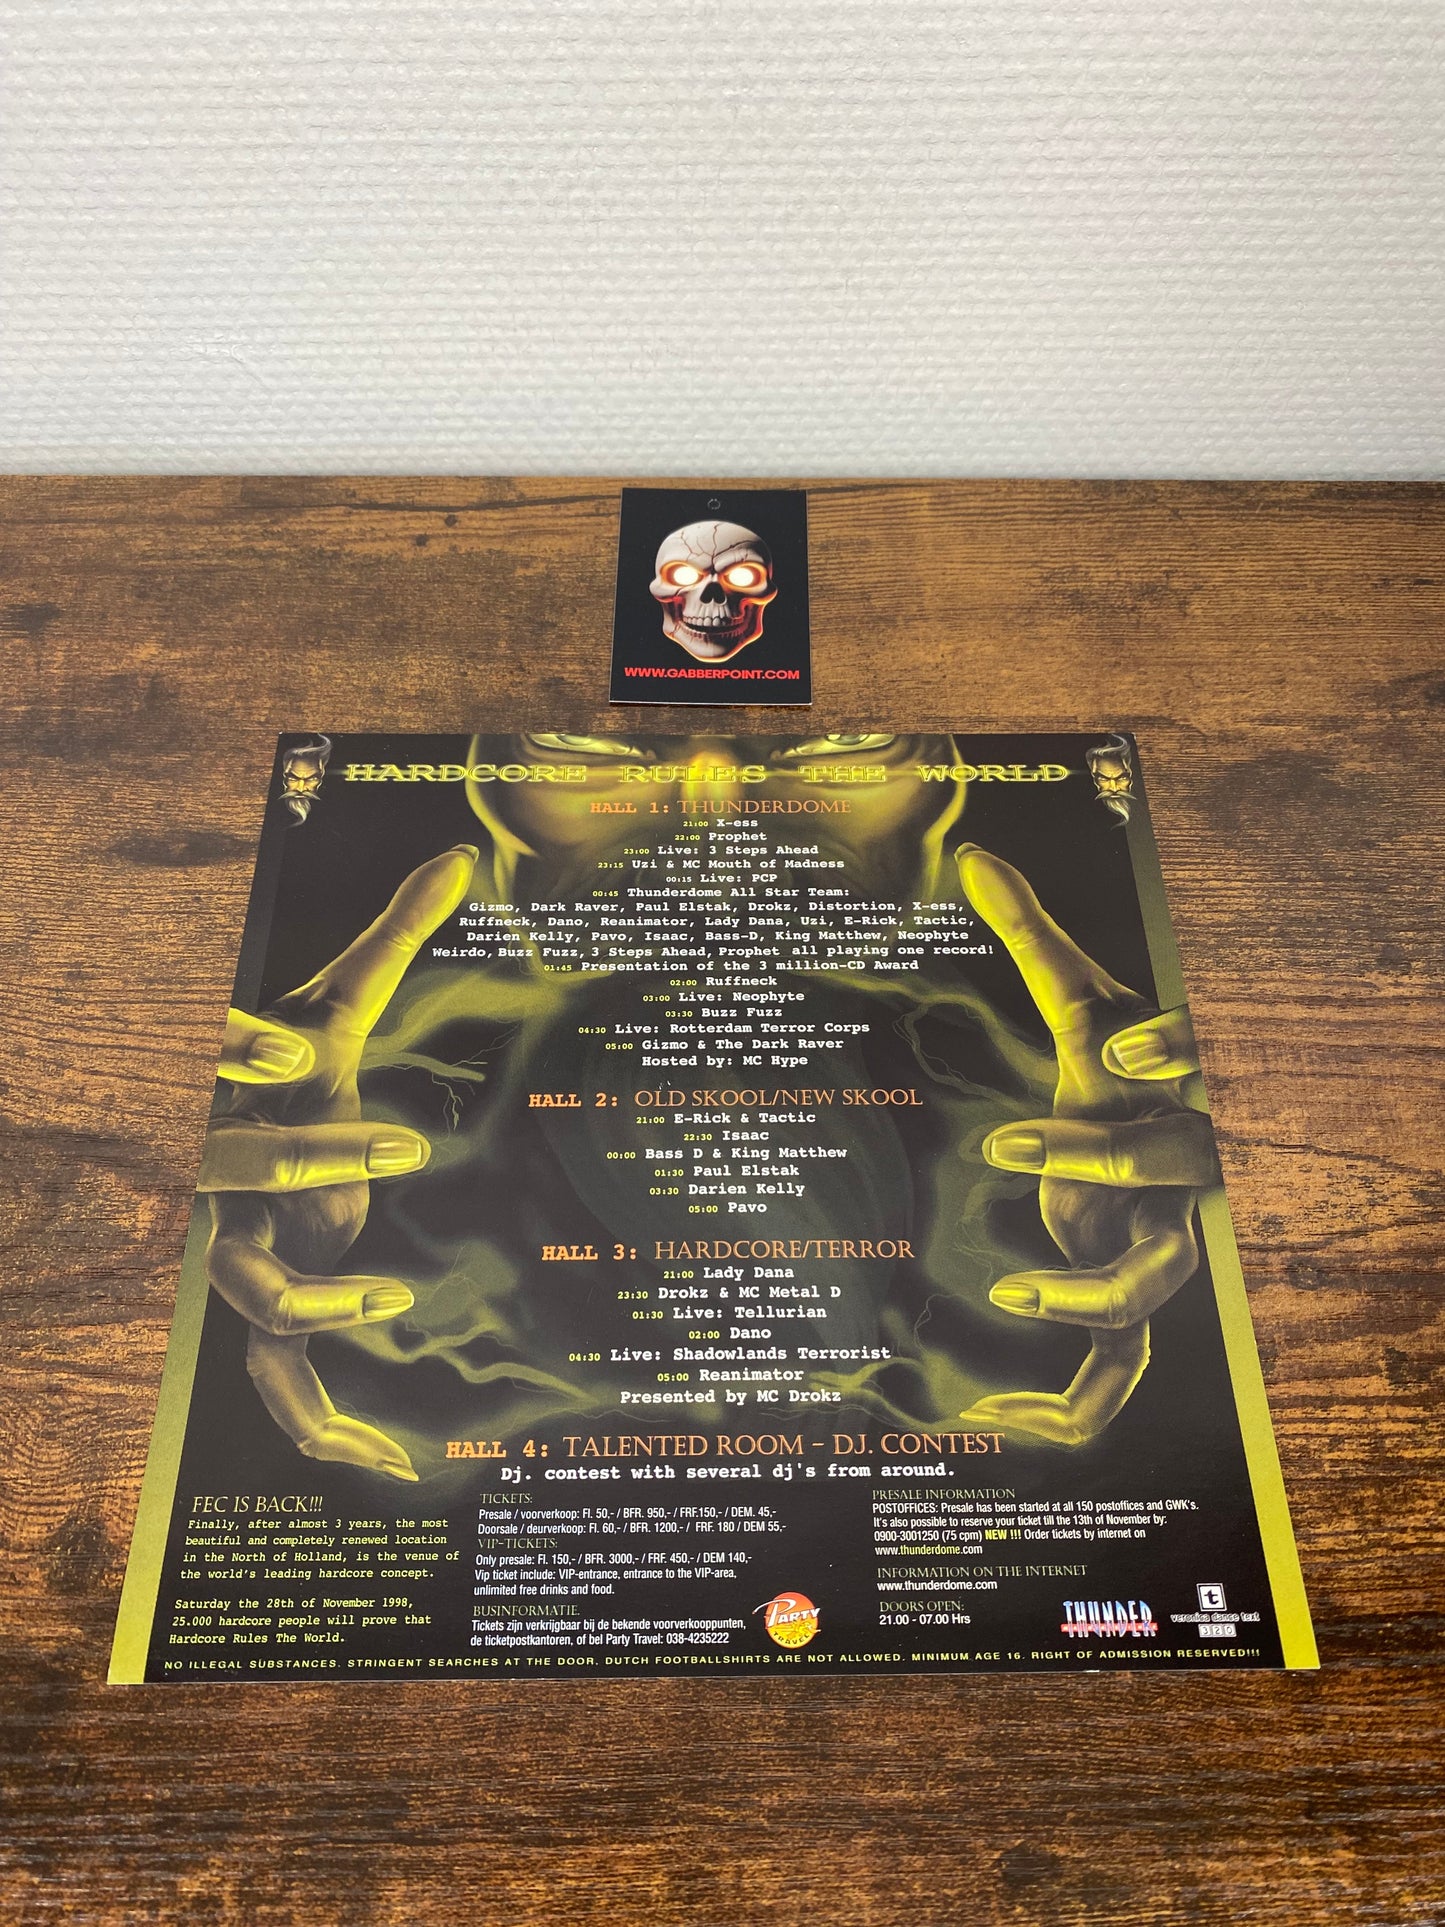 WWW.GABBERPOINT.COM
HARDCORE RULES THE WORLD
HALL 1: THUNDERDOME
21:00 X-ess
22:00 Prophet
23:00 Live: 3 Steps Ahead
23:15 Uzi & MC Mouth of Madness
00:15 Live: PCP
00:45 Thunderdome All Star Team:
Gizmo, Dark Raver, Paul Elstak, Drokz, Distortion, X-ess,
Ruffneck, Dano, Reanimator, Lady Dana, Uzi, E-Rick, Tactic,
Darien Kelly, Pavo, Isaac, Bass-D, King Matthew, Neophyte
Weirdo, Buzz Fuzz, 3 Steps Ahead, Prophet all playing one record!
01:45 Presentation of the 3 million-CD Award
02:00 Ruffneck
03:00 Live: Neophyte
03:30 Buzz Fuzz
04:30 Live: Rotterdam Terror Corps
05:00 Gizmo & The Dark Raver
Hosted by: MC Hype
HALL 2: OLD SKOOL/NEW SKOOL
21:00 E-Rick & Tactic
22:30 Isaac
00:00 Bass D & King Matthew
01:30 Paul Elstak
03:30 Darien Kelly
05:00 Pavo
HALL 3: HARDCORE/TERROR
21:00 Lady Dana
23:30 Drokz & MC Metal D
01:30 Live: Tellurian
02:00 Dano
04:30 Live: Shadowlands Terrorist
05:00 Reanimator
Presented by MC Drokz
HALL 4: TALENTED ROOM - DJ. CONTEST
Dj. contest with several dj's from around.
FEC IS BACK!!!
Finally, after almost 3 years, the most
beautiful and completely renewed location
in the North of Holland, is the venue of
the world's leading hardcore concept.
Saturday the 28th of November 1998,
25.000 hardcore people will prove that
Hardcore Rules The World.
TICKETS:
Presale / voorverkoop: Fl. 50,- / BFR. 950,- / FRF.150,- / DEM. 45,-
Doorsale / deurverkoop: Fl. 60,- / BFR. 1200,- / FRF. 180 / DEM 55,-
VIP-TICKETS:
Only presale: Fl. 150,- / BFR. 3000,- / FRF. 450,- / DEM 140,-
Vip ticket include: VIP-entrance, entrance to the VIP-area,
unlimited free drinks and food.
BUSINFORMATIE.
Tickets zijn verkrijgbaar bij de bekende voorverkooppunten,
de ticketpostkantoren, of bel Party Travel: 038-4235222
PARTY
TRAVEL
PRESALE INFORMATION
POSTOFFICES: Presale has been started at all 150 postoffices and GWK's.
It's also possible to reserve your ticket till the 13th of November by:
0900-3001250 (75 cpm) NEW !!! Order tickets by internet on
www.thunderdome.com
INFORMATION ON THE INTERNET
www.thunderdome.com
DOORS OPEN:
21.00 - 07.00 Hrs
THUNDER
t
veronica dance text
320
NO ILLEGAL SUBSTANCES. STRINGENT SEARCHES AT THE DOOR. DUTCH FOOTBALLSHIRTS ARE NOT ALLOWED. MINIMUM AGE 16. RIGHT OF ADMISSION RESERVED!!!